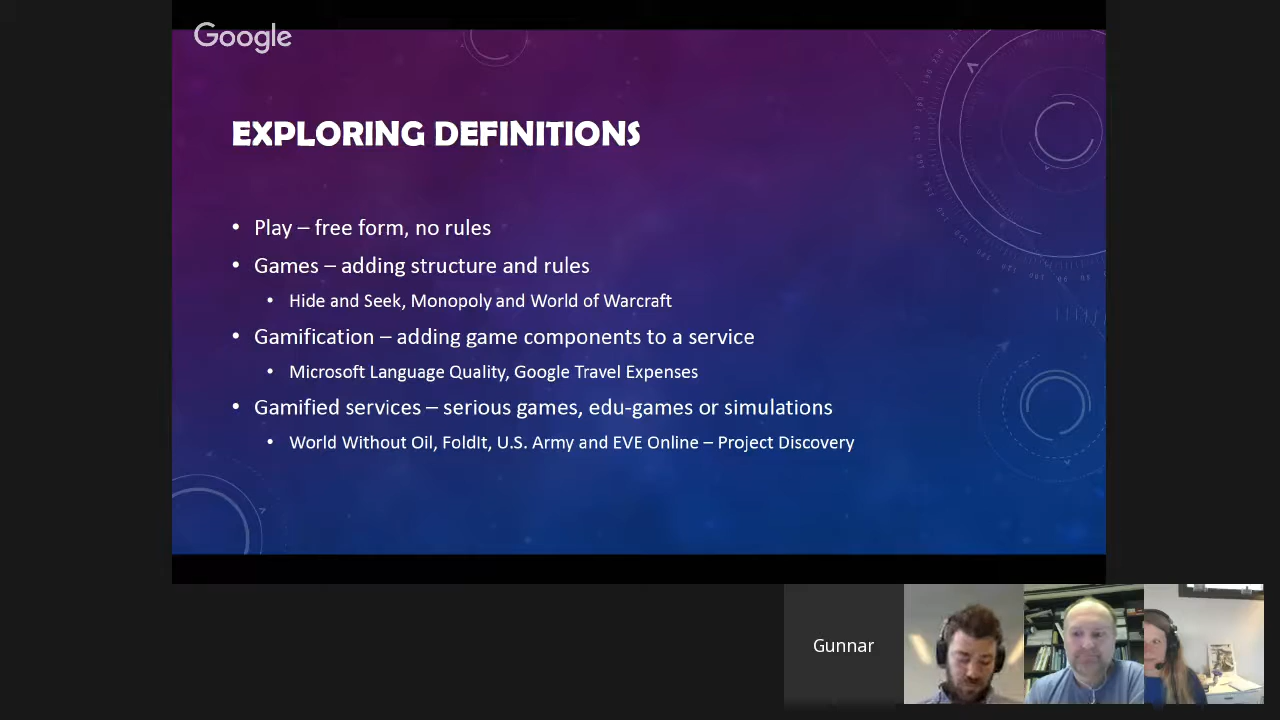 Google
EXPLORING DEFINITIONS
• Play – free form, no rules
• Games – adding structure and rules
• Hide and Seek, Monopoly and World of Warcraft
• Gamification – adding game components to a service
• Microsoft Language Quality, Google Travel Expenses
• Gamified services – serious games, edu-games or simulations
• World Without Oil, FoldIt, U.S. Army and EVE Online – Project Discovery
Gunnar